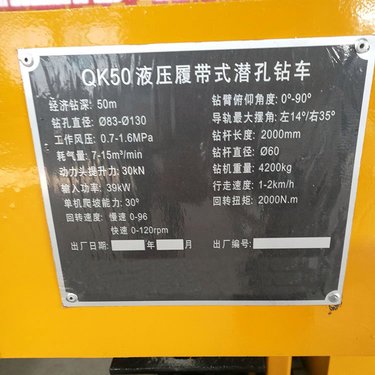 QK50 液压履带式潜孔钻车
经济钻深: 50m
钻孔直径: Ø83-Ø130
工作风压: 0.7-1.6MPa
耗气量: 7-15m³/min
动力头提升力: 30kN
输入功率: 39kW
单机爬坡能力: 30°
回转速度: 慢速 0-96
快速 0-120rpm
出厂日期: 年 月
钻臂俯仰角度: 0°-90°
导轨最大摆角: 左14°/右35°
钻杆长度: 2000mm
钻杆直径: Ø60
钻机重量: 4200kg
行走速度: 1-2km/h
回转扭矩: 2000N.m
出厂编号: